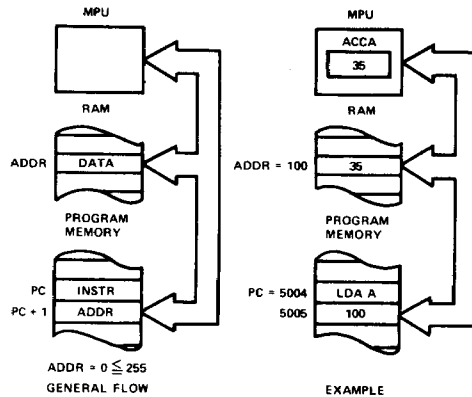 MPU
RAM
ADDR
DATA
PROGRAM
MEMORY
PC
INSTR
PC + 1
ADDR
ADDR = 0 ≦ 255
GENERAL FLOW
MPU
ACCA
35
RAM
ADDR = 100
35
PROGRAM
MEMORY
PC = 5004
LDA A
5005
100
EXAMPLE